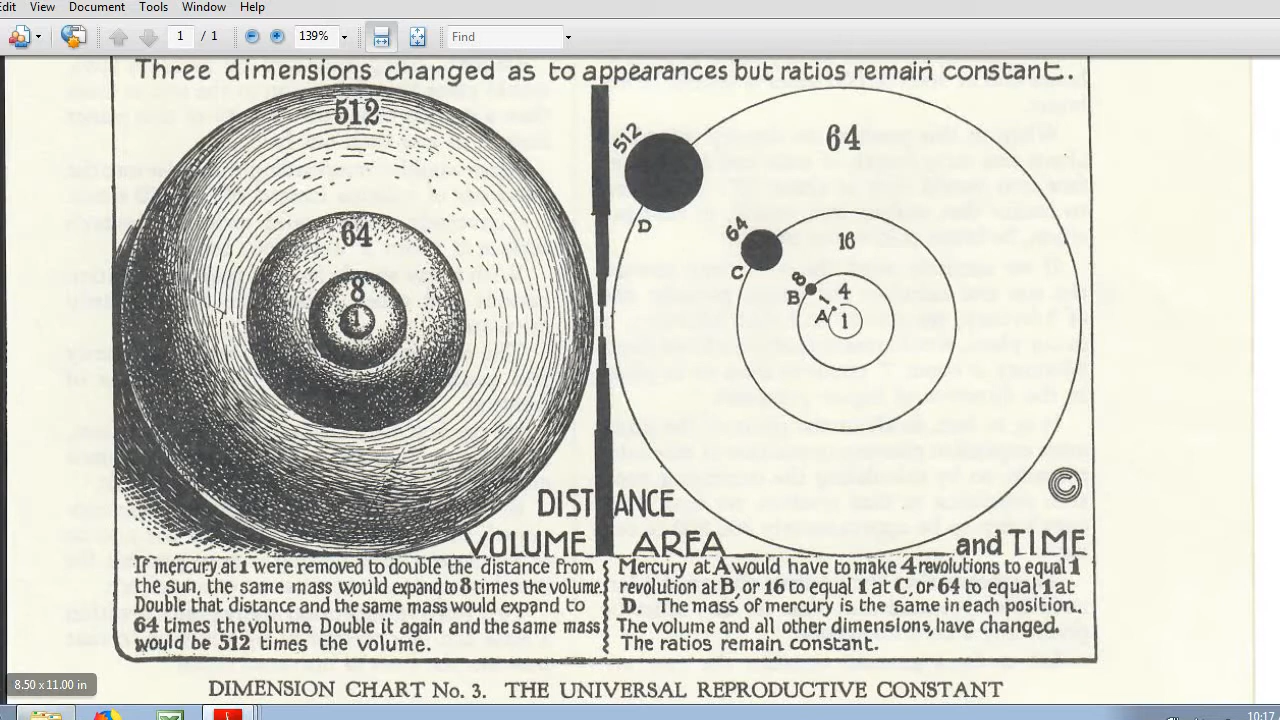 Edit View Document Tools Window Help
1 / 1 139% Find
Three dimensions changed as to appearances but ratios remain constant.
512
64
8
1
512
D
64
C
8
B
1
A
64
16
4
1
©
DISTANCE
VOLUME AREA and TIME
If mercury at 1 were removed to double the distance from
the sun, the same mass would expand to 8 times the volume.
Double that distance and the same mass would expand to
64 times the volume. Double it again and the same mass
would be 512 times the volume.
Mercury at A would have to make 4 revolutions to equal 1
revolution at B, or 16 to equal 1 at C, or 64 to equal 1 at
D. The mass of mercury is the same in each position.
The volume and all other dimensions, have changed.
The ratios remain constant.
8.50 x 11.00 in
DIMENSION CHART No. 3. THE UNIVERSAL REPRODUCTIVE CONSTANT
10:17